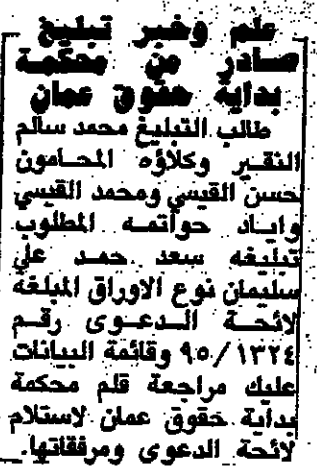 علم وخبر تبليغ
صادر من محكمة
بداية حقوق عمان
طالب التبليغ محمد سالم
النقير وكلاؤه المحامون
حسن القيسي ومحمد القيسي
واياد حواتمه المطلوب
تبليغه سعد حمد علي
سليمان نوع الاوراق المبلغه
لائحة الدعوى رقم
٩٥/١٣٢٤ وقائمة البيانات
عليك مراجعة قلم محكمة
بداية حقوق عمان لاستلام
لائحة الدعوى ومرفقاتها.